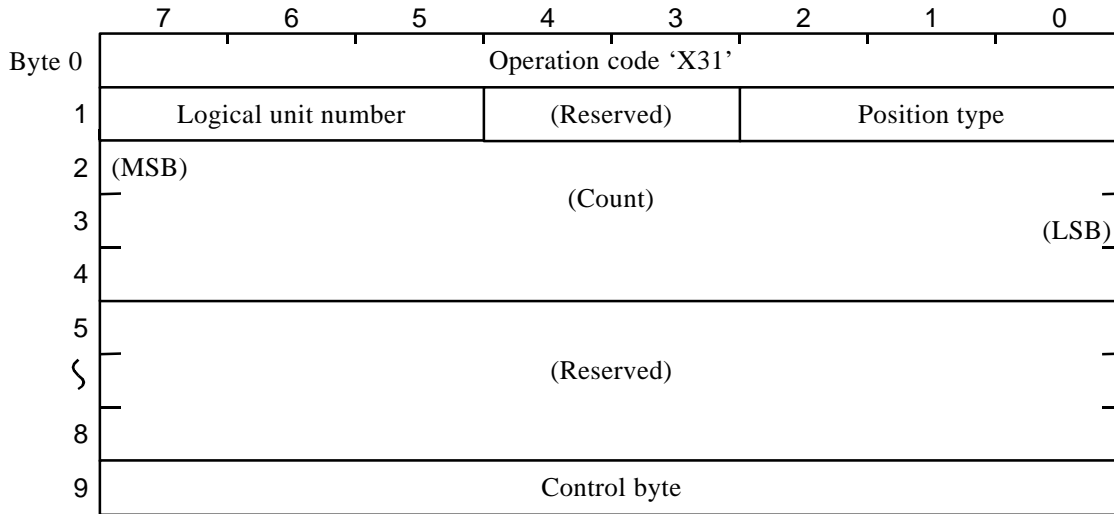 7 6 5 4 3 2 1 0
Byte 0 Operation code ‘X31’
1 Logical unit number (Reserved) Position type
2 (MSB)
(Count)
3 (LSB)
4
5
(Reserved)
8
9 Control byte